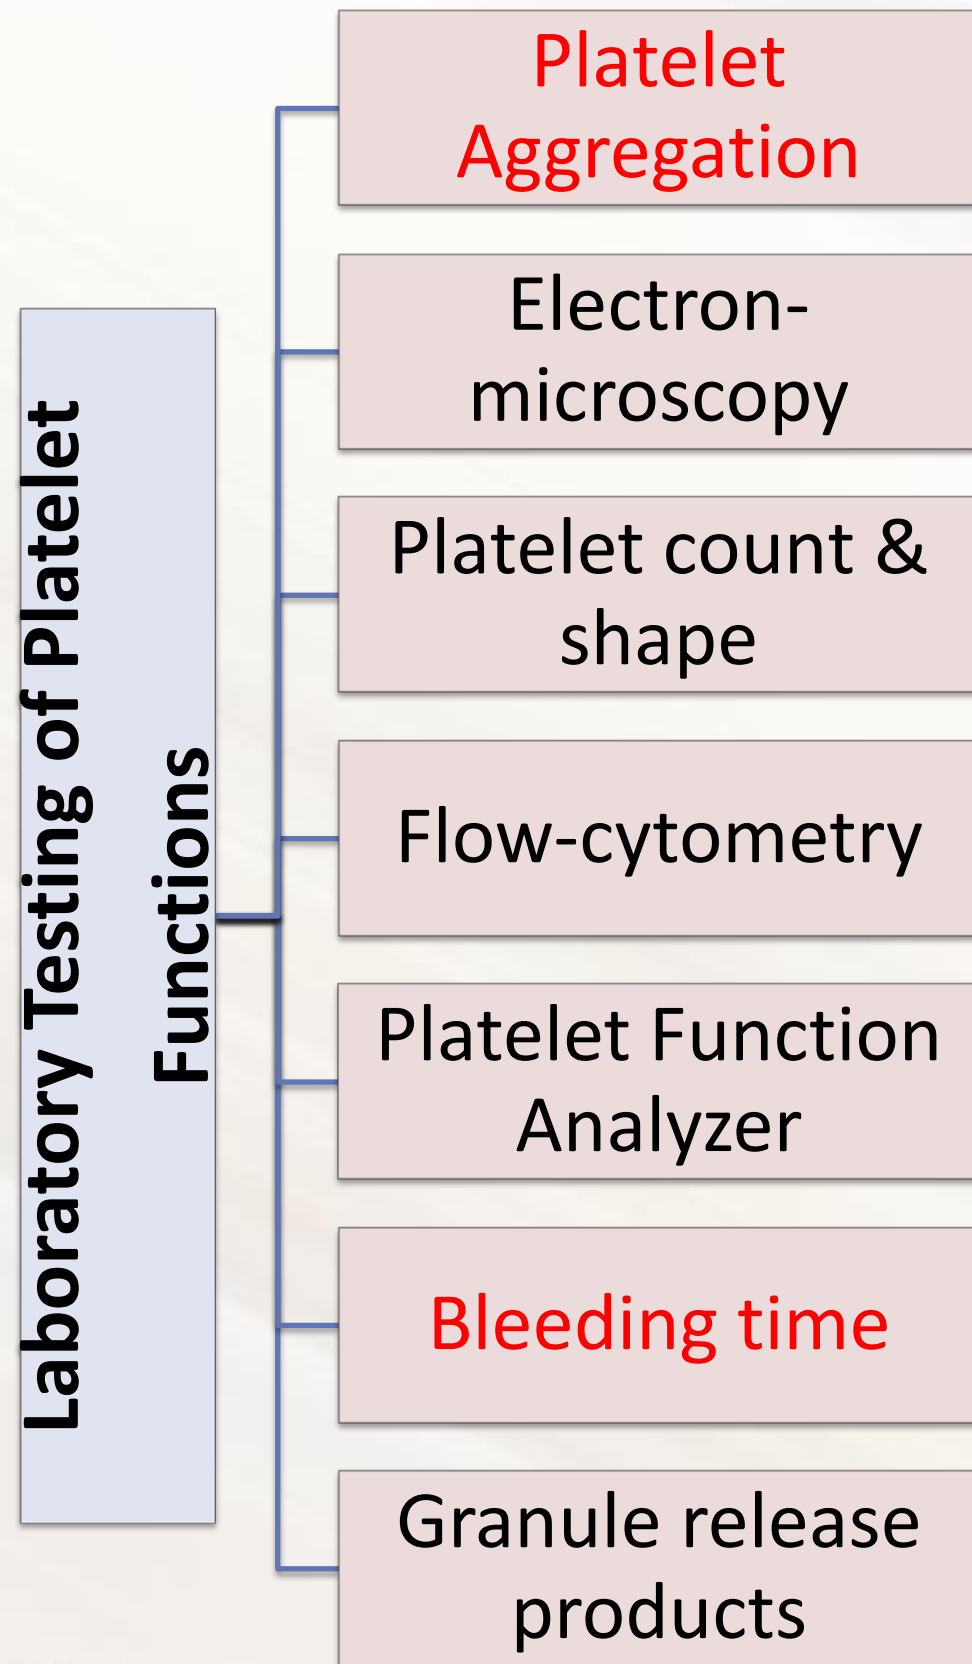 Laboratory Testing of Platelet
Functions
Platelet
Aggregation
Electron-
microscopy
Platelet count &
shape
Flow-cytometry
Platelet Function
Analyzer
Bleeding time
Granule release
products